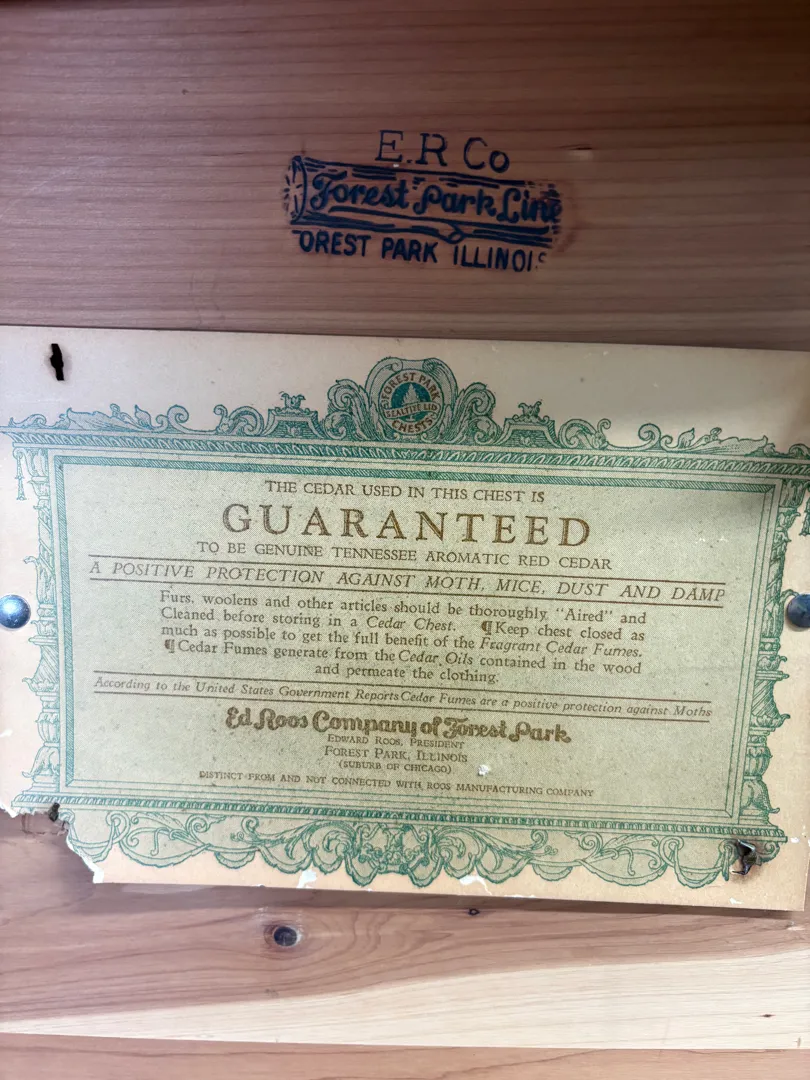 E.R Co
Forest Park Line
OREST PARK ILLINOIS
FOREST PARK
SEALTITE LID
CHESTS
THE CEDAR USED IN THIS CHEST IS
GUARANTEED
TO BE GENUINE TENNESSEE AROMATIC RED CEDAR
A POSITIVE PROTECTION AGAINST MOTH, MICE, DUST AND DAMP
Furs, woolens and other articles should be thoroughly "Aired" and
Cleaned before storing in a Cedar Chest. ¶Keep chest closed as
much as possible to get the full benefit of the Fragrant Cedar Fumes.
¶Cedar Fumes generate from the Cedar Oils contained in the wood
and permeate the clothing.
According to the United States Government Reports Cedar Fumes are a positive protection against Moths
Ed Roos Company of Forest Park
EDWARD ROOS, PRESIDENT
FOREST PARK, ILLINOIS
(SUBURB OF CHICAGO)
DISTINCT FROM AND NOT CONNECTED WITH ROOS MANUFACTURING COMPANY